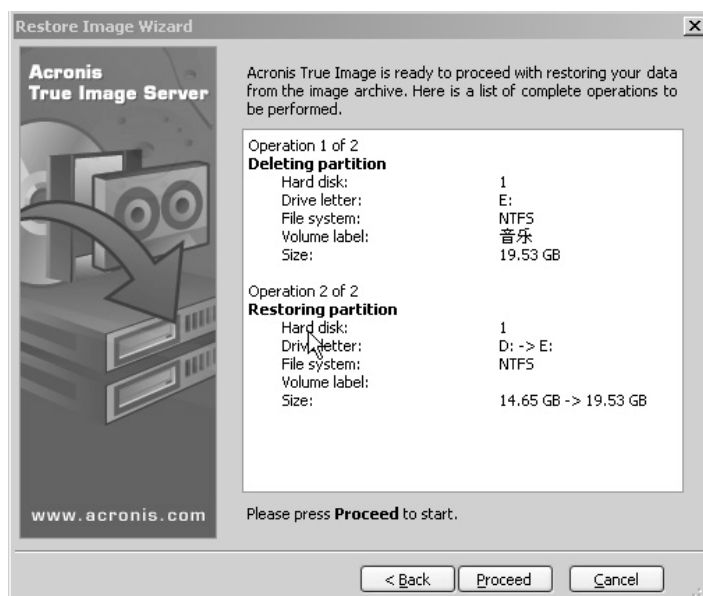 Restore Image Wizard
Acronis
True Image Server
Acronis True Image is ready to proceed with restoring your data
from the image archive. Here is a list of complete operations to
be performed.
Operation 1 of 2
Deleting partition
Hard disk: 1
Drive letter: E:
File system: NTFS
Volume label: 音乐
Size: 19.53 GB
Operation 2 of 2
Restoring partition
Hard disk: 1
Drive letter: D: -> E:
File system: NTFS
Volume label:
Size: 14.65 GB -> 19.53 GB
www.acronis.com
Please press Proceed to start.
< Back Proceed Cancel